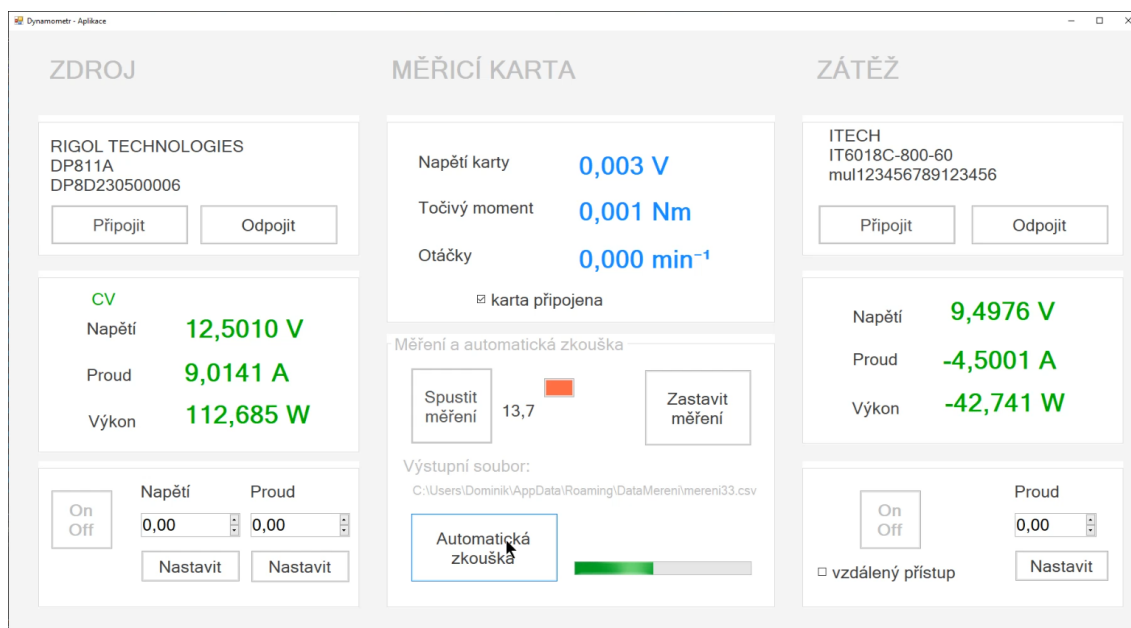 Dynamometr - Aplikace
ZDROJ
RIGOL TECHNOLOGIES
DP811A
DP8D230500006
Připojit
Odpojit
CV
Napětí
12,5010 V
Proud
9,0141 A
Výkon
112,685 W
On
Off
Napětí
Proud
0,00
0,00
Nastavit
Nastavit
MĚŘICÍ KARTA
Napětí karty
0,003 V
Točivý moment
0,001 Nm
Otáčky
0,000 min⁻¹
karta připojena
Měření a automatická zkouška
Spustit
měření
13,7
Zastavit
měření
Výstupní soubor:
C:\Users\Dominik\AppData\Roaming\DataMereni\mereni33.csv
Automatická
zkouška
ZÁTĚŽ
ITECH
IT6018C-800-60
mul123456789123456
Připojit
Odpojit
Napětí
9,4976 V
Proud
-4,5001 A
Výkon
-42,741 W
On
Off
Proud
0,00
vzdálený přístup
Nastavit